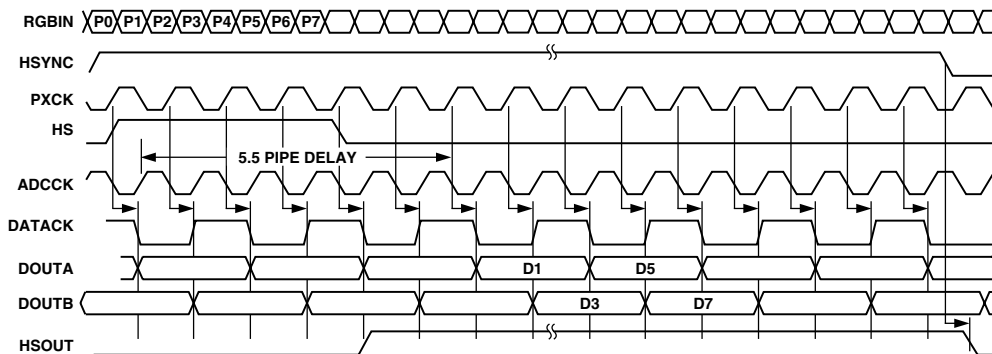 RGBIN P0 P1 P2 P3 P4 P5 P6 P7
HSYNC
PXCK
HS
5.5 PIPE DELAY
ADCCK
DATACK
DOUTA D1 D5
DOUTB D3 D7
HSOUT